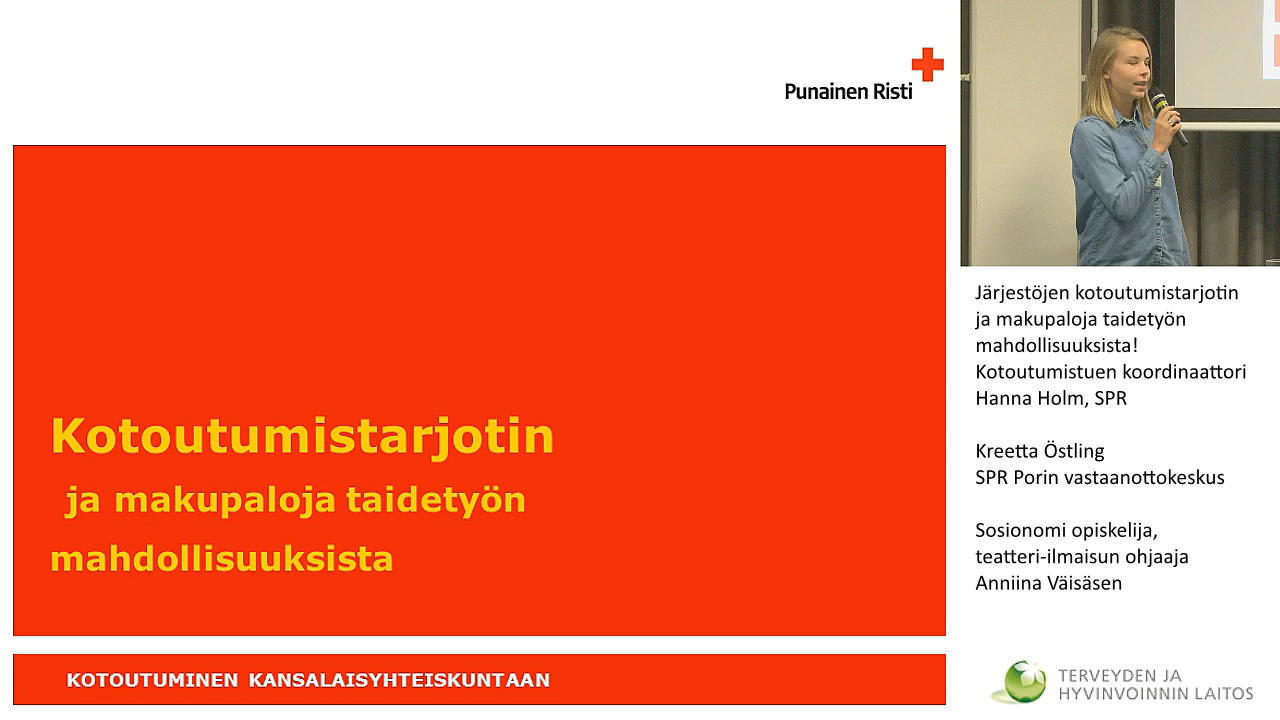 Punainen Risti
Kotoutumistarjotin
ja makupaloja taidetyön
mahdollisuuksista
KOTOUTUMINEN KANSALAISYHTEISKUNTAAN
Järjestöjen kotoutumistarjotin
ja makupaloja taidetyön
mahdollisuuksista!
Kotoutumistuen koordinaattori
Hanna Holm, SPR
Kreetta Östling
SPR Porin vastaanottokeskus
Sosionomi opiskelija,
teatteri-ilmaisun ohjaaja
Anniina Väisäsen
TERVEYDEN JA
HYVINVOINNIN LAITOS